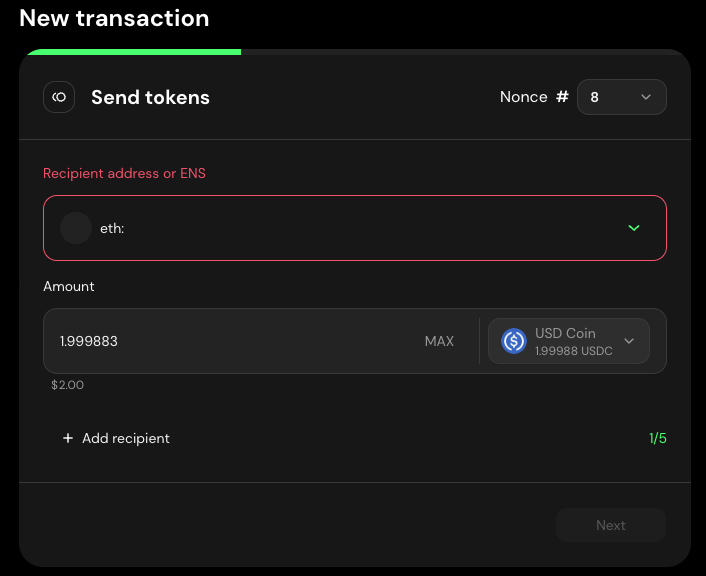 New transaction
Send tokens
Nonce # 8
Recipient address or ENS
eth:
Amount
1.999883 MAX
USD Coin
1.99988 USDC
$2.00
+ Add recipient 1/5
Next